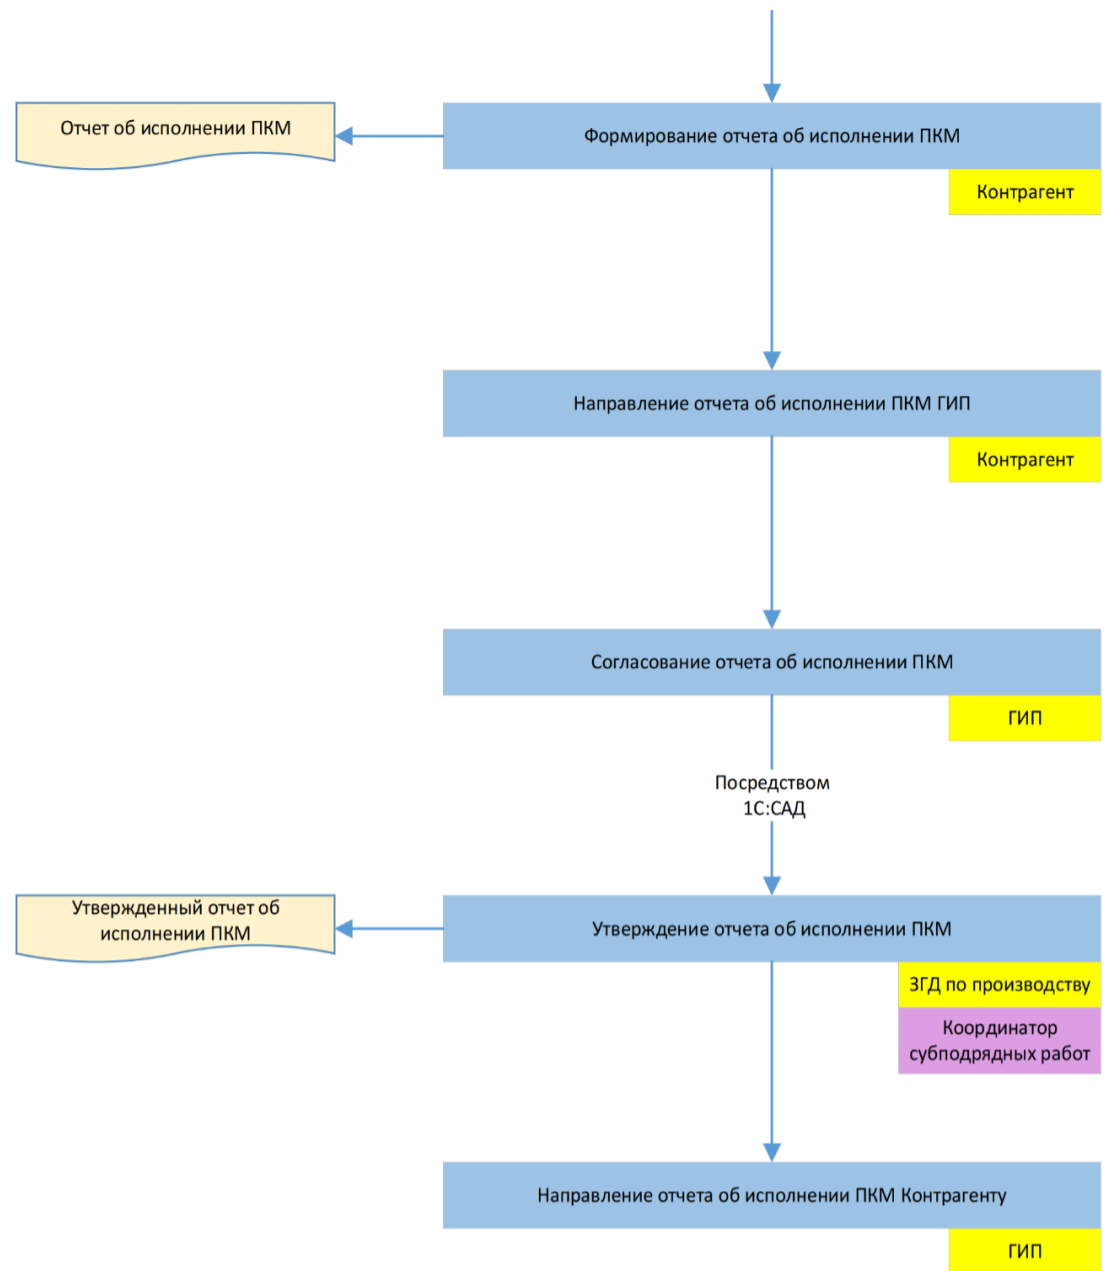 Отчет об исполнении ПКМ
Формирование отчета об исполнении ПКМ
Контрагент
Направление отчета об исполнении ПКМ ГИП
Контрагент
Согласование отчета об исполнении ПКМ
ГИП
Посредством
1С:САД
Утвержденный отчет об
исполнении ПКМ
Утверждение отчета об исполнении ПКМ
ЗГД по производству
Координатор
субподрядных работ
Направление отчета об исполнении ПКМ Контрагенту
ГИП